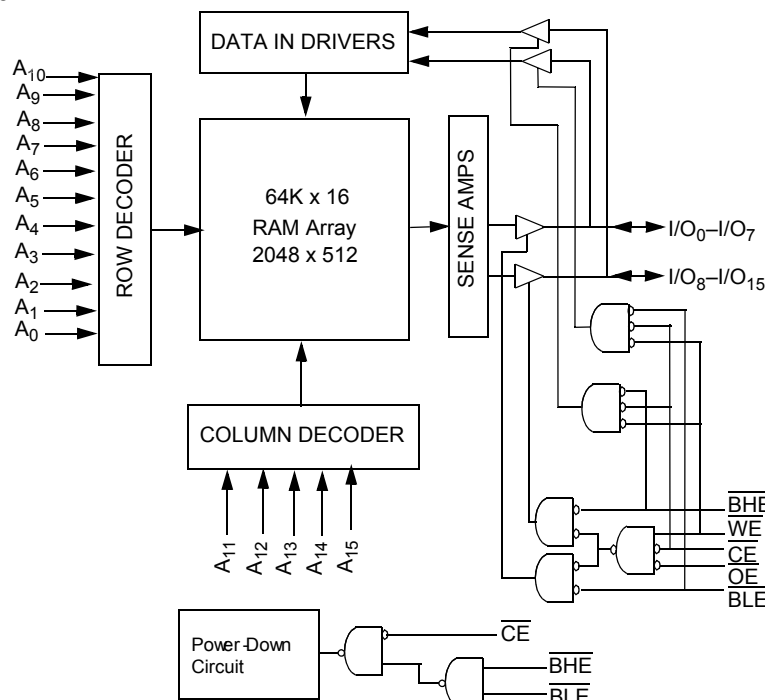 DATA IN DRIVERS
A10
A9
A8
A7
A6
A5
A4
A3
A2
A1
A0
ROW DECODER
64K x 16
RAM Array
2048 x 512
SENSE AMPS
I/O0–I/O7
I/O8–I/O15
COLUMN DECODER
A11
A12
A13
A14
A15
BHE
WE
CE
OE
BLE
Power-Down
Circuit
CE
BHE
BLE